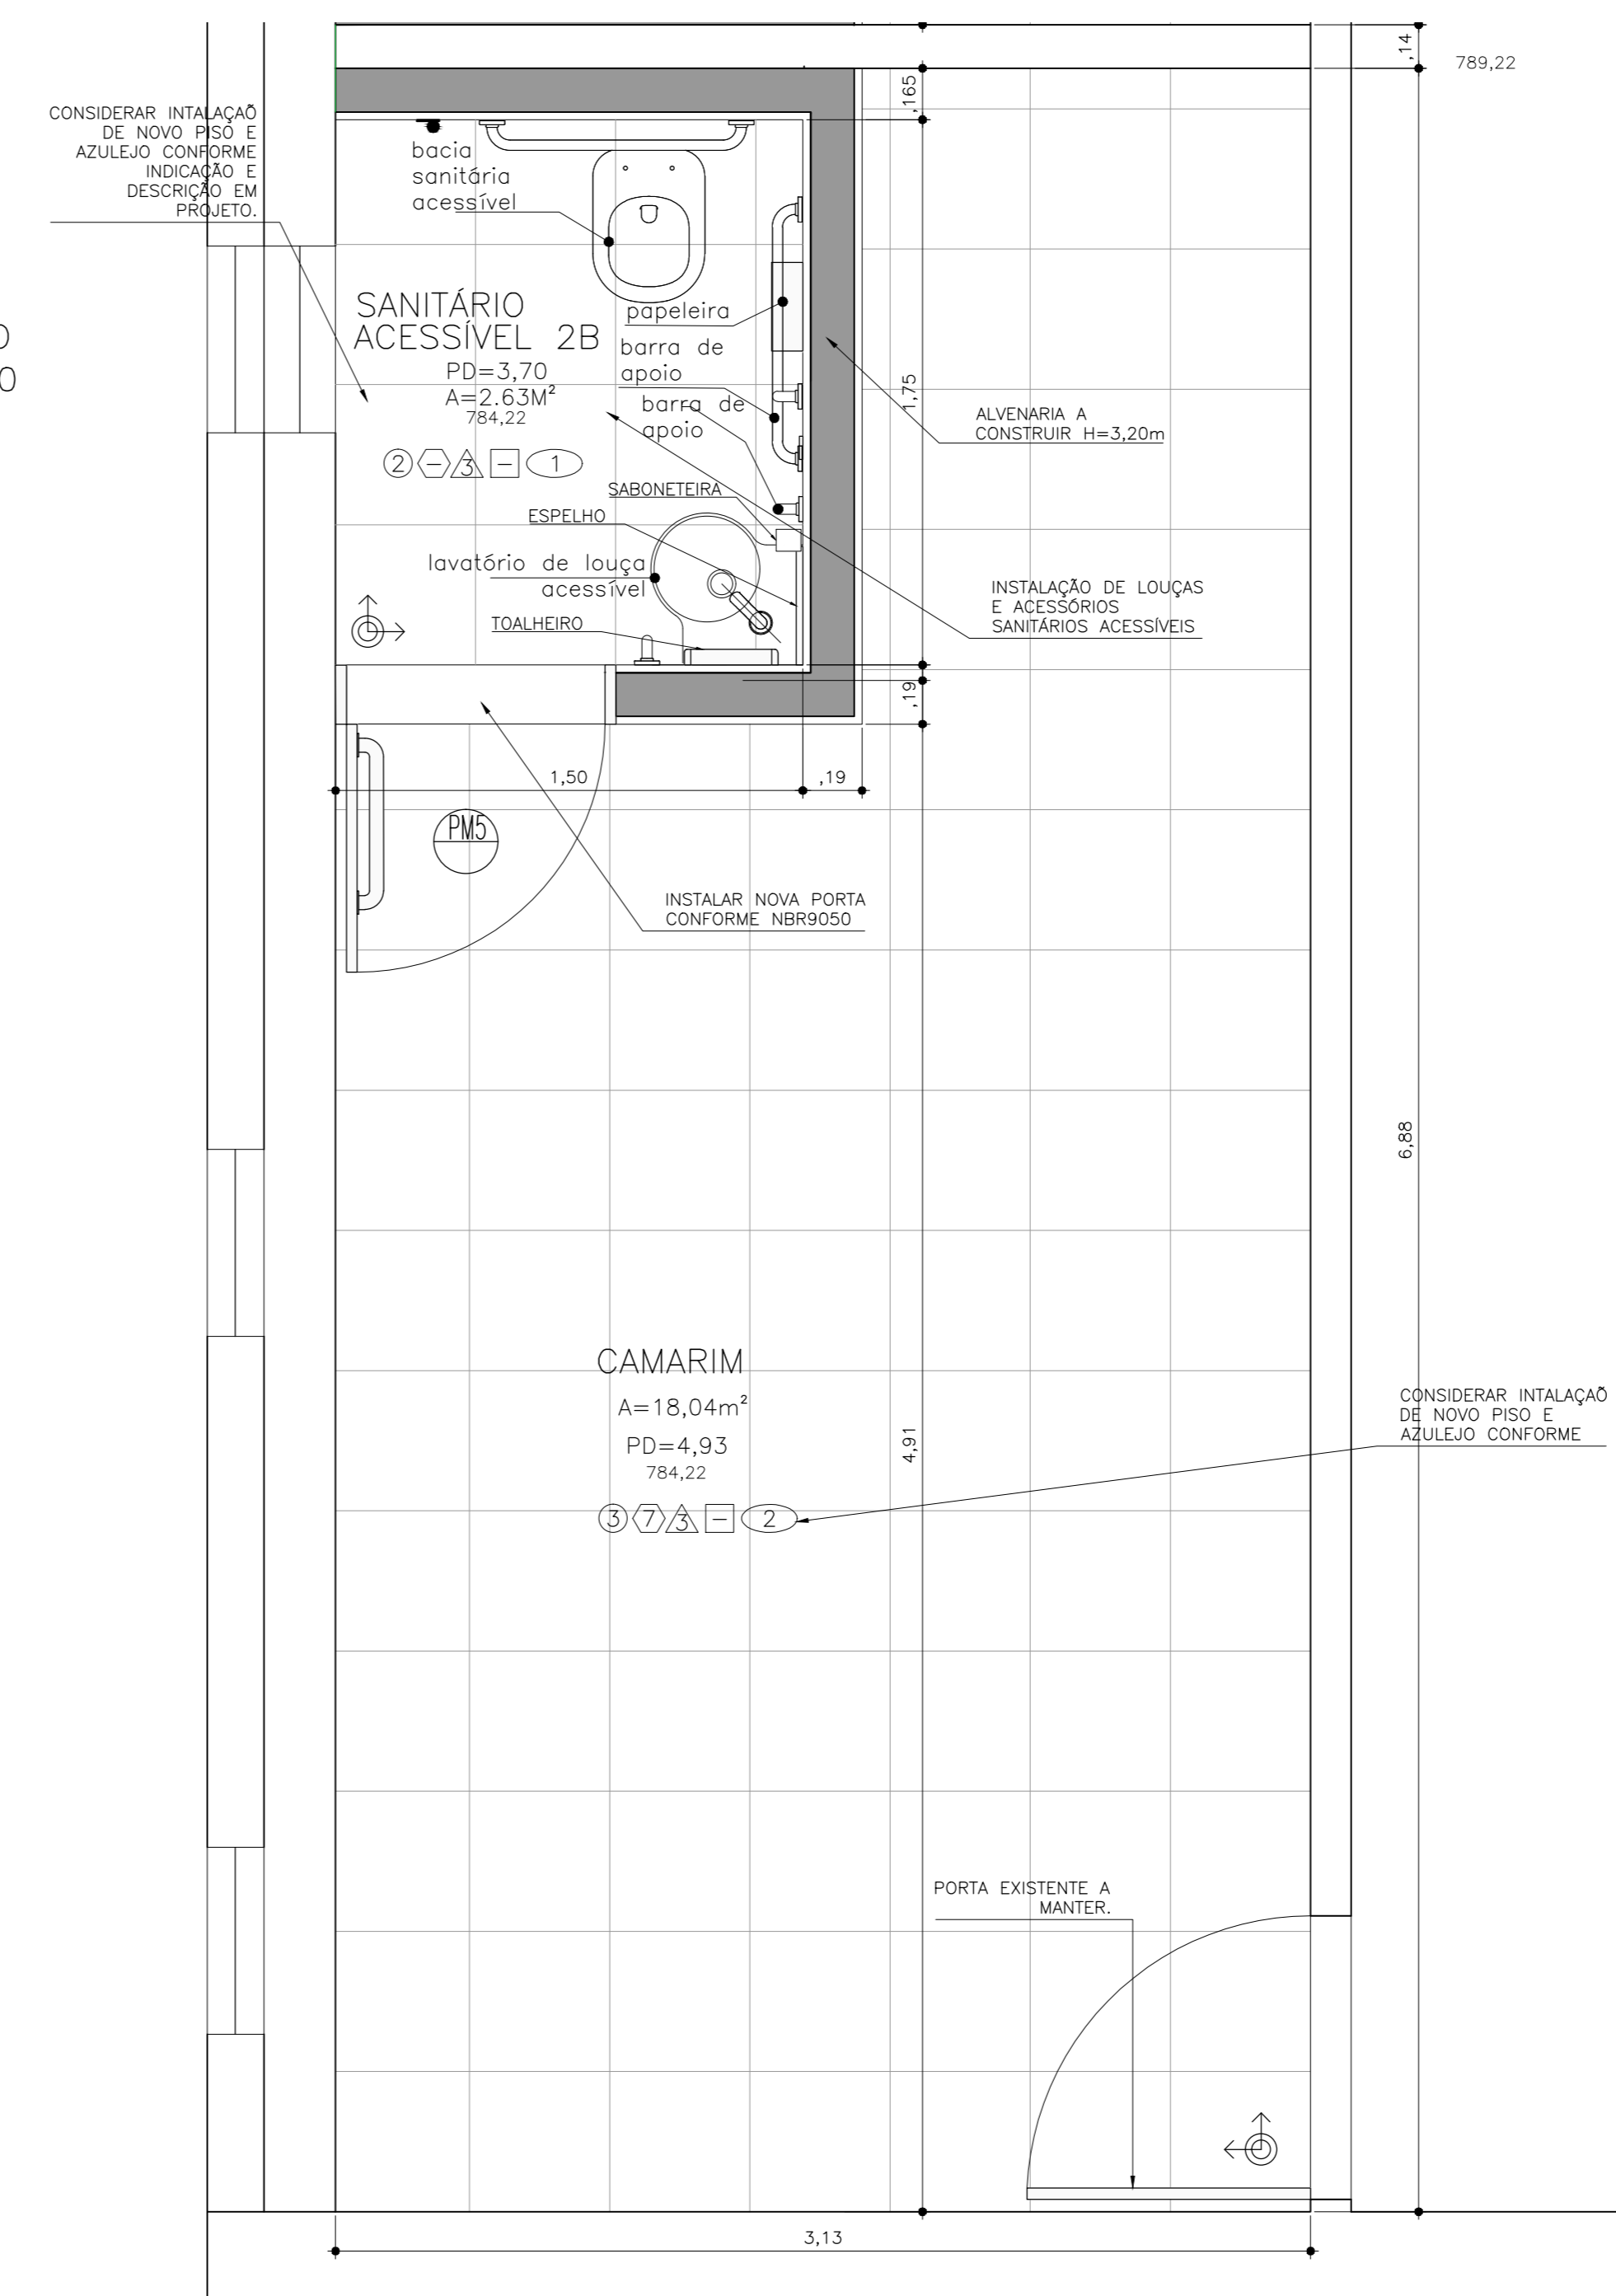 ,14
789,22
,165
CONSIDERAR INTALAÇAÕ
DE NOVO PISO E
AZULEJO CONFORME
INDICAÇÃO E
DESCRIÇÃO EM
PROJETO.
bacia
sanitária
acessível
SANITÁRIO
ACESSÍVEL 2B
PD=3,70
A=2.63M²
784,22
2 – 3 – 1
papeleira
barra de
apoio
barra de
apoio
1,75
ALVENARIA A
CONSTRUIR H=3,20m
SABONETEIRA
ESPELHO
lavatório de louça
acessível
TOALHEIRO
INSTALAÇÃO DE LOUÇAS
E ACESSÓRIOS
SANITÁRIOS ACESSÍVEIS
,19
1,50
,19
PM5
INSTALAR NOVA PORTA
CONFORME NBR9050
6,88
CAMARIM
A=18,04m²
PD=4,93
784,22
3 7 3 – 2
4,91
CONSIDERAR INTALAÇAÕ
DE NOVO PISO E
AZULEJO CONFORME
PORTA EXISTENTE A
MANTER.
3,13